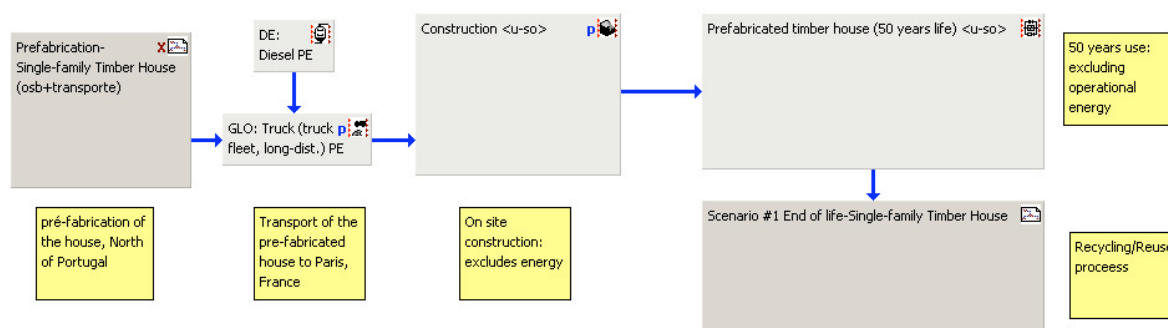 Prefabrication-
Single-family Timber House
(osb+transporte)
DE:
Diesel PE
GLO: Truck (truck p
fleet, long-dist.) PE
Construction <u-so> p
Prefabricated timber house (50 years life) <u-so>
50 years use:
excluding
operational
energy
Scenario #1 End of life-Single-family Timber House
pré-fabrication of
the house, North
of Portugal
Transport of the
pre-fabricated
house to Paris,
France
On site
construction:
excludes energy
Recycling/Reuse
proceess